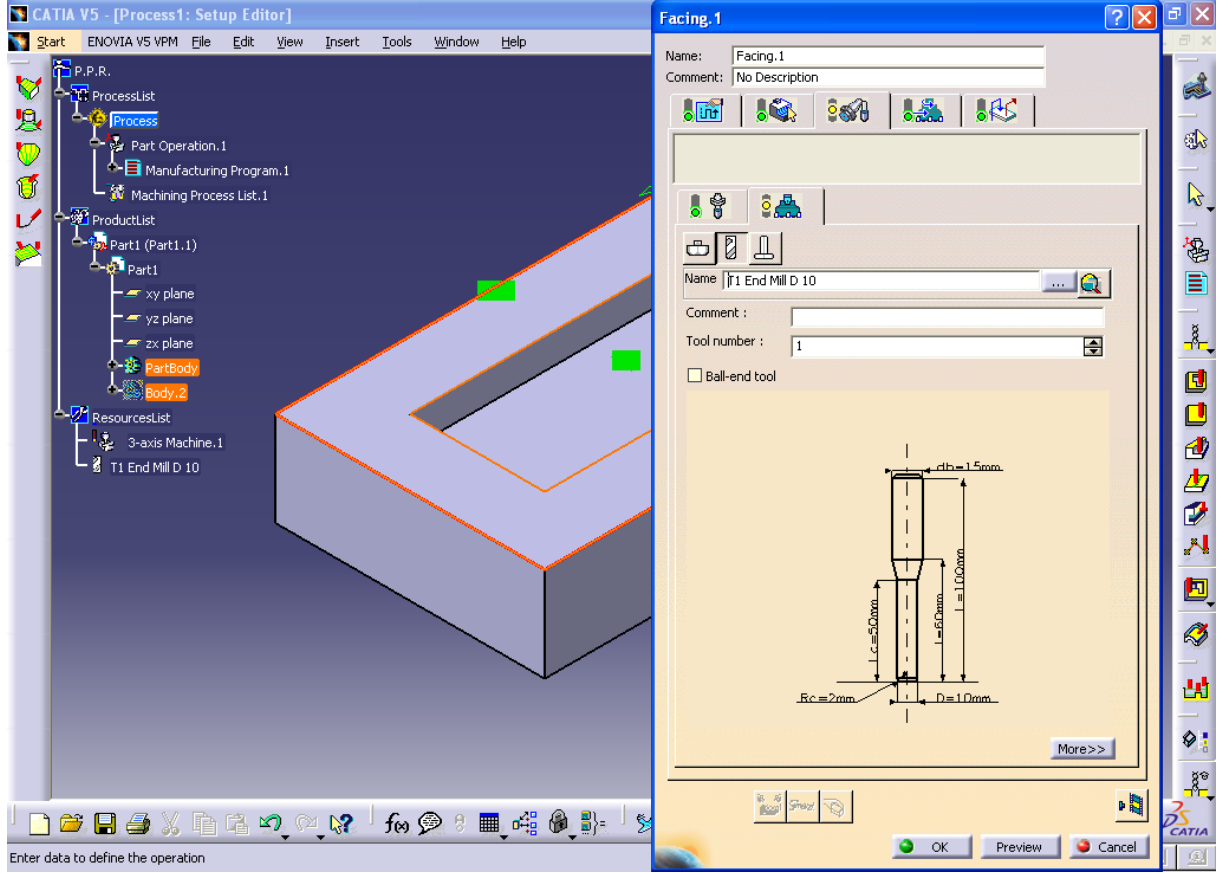 CATIA V5 - [Process1: Setup Editor]
Start ENOVIA V5 VPM File Edit View Insert Tools Window Help
P.P.R.
ProcessList
Process
Part Operation.1
Manufacturing Program.1
Machining Process List.1
ProductList
Part1 (Part1.1)
Part1
xy plane
yz plane
zx plane
PartBody
Body.2
ResourcesList
3-axis Machine.1
T1 End Mill D 10
Facing.1
Name: Facing.1
Comment: No Description
Name T1 End Mill D 10 ...
Comment :
Tool number : 1
Ball-end tool
db=15mm
L=100mm
l=60mm
Lc=50mm
Rc=2mm
D=10mm
More>>
OK Preview Cancel
f(x)
CATIA
Enter data to define the operation